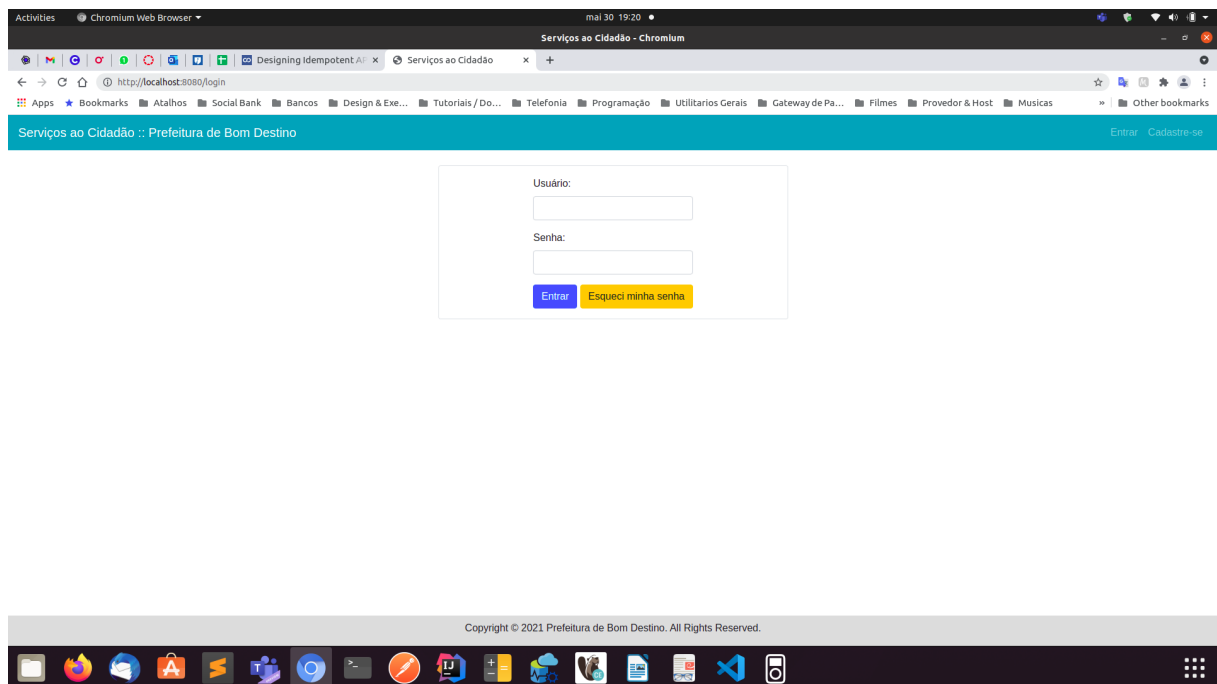 Activities Chromium Web Browser mai 30 19:20
Serviços ao Cidadão - Chromium
Designing Idempotent AP Serviços ao Cidadão
http://localhost:8080/login
Apps Bookmarks Atalhos Social Bank Bancos Design & Exe... Tutoriais / Do... Telefonia Programação Utilitarios Gerais Gateway de Pa... Filmes Provedor & Host Musicas » Other bookmarks
Serviços ao Cidadão :: Prefeitura de Bom Destino Entrar Cadastre-se
Usuário:
Senha:
Entrar Esqueci minha senha
Copyright © 2021 Prefeitura de Bom Destino. All Rights Reserved.